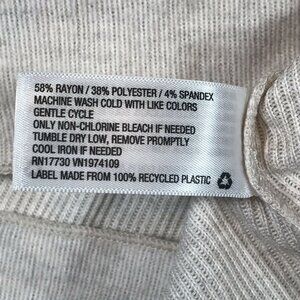 58% RAYON / 38% POLYESTER / 4% SPANDEX
MACHINE WASH COLD WITH LIKE COLORS
GENTLE CYCLE
ONLY NON-CHLORINE BLEACH IF NEEDED
TUMBLE DRY LOW, REMOVE PROMPTLY
COOL IRON IF NEEDED
RN17730 VN1974109
LABEL MADE FROM 100% RECYCLED PLASTIC